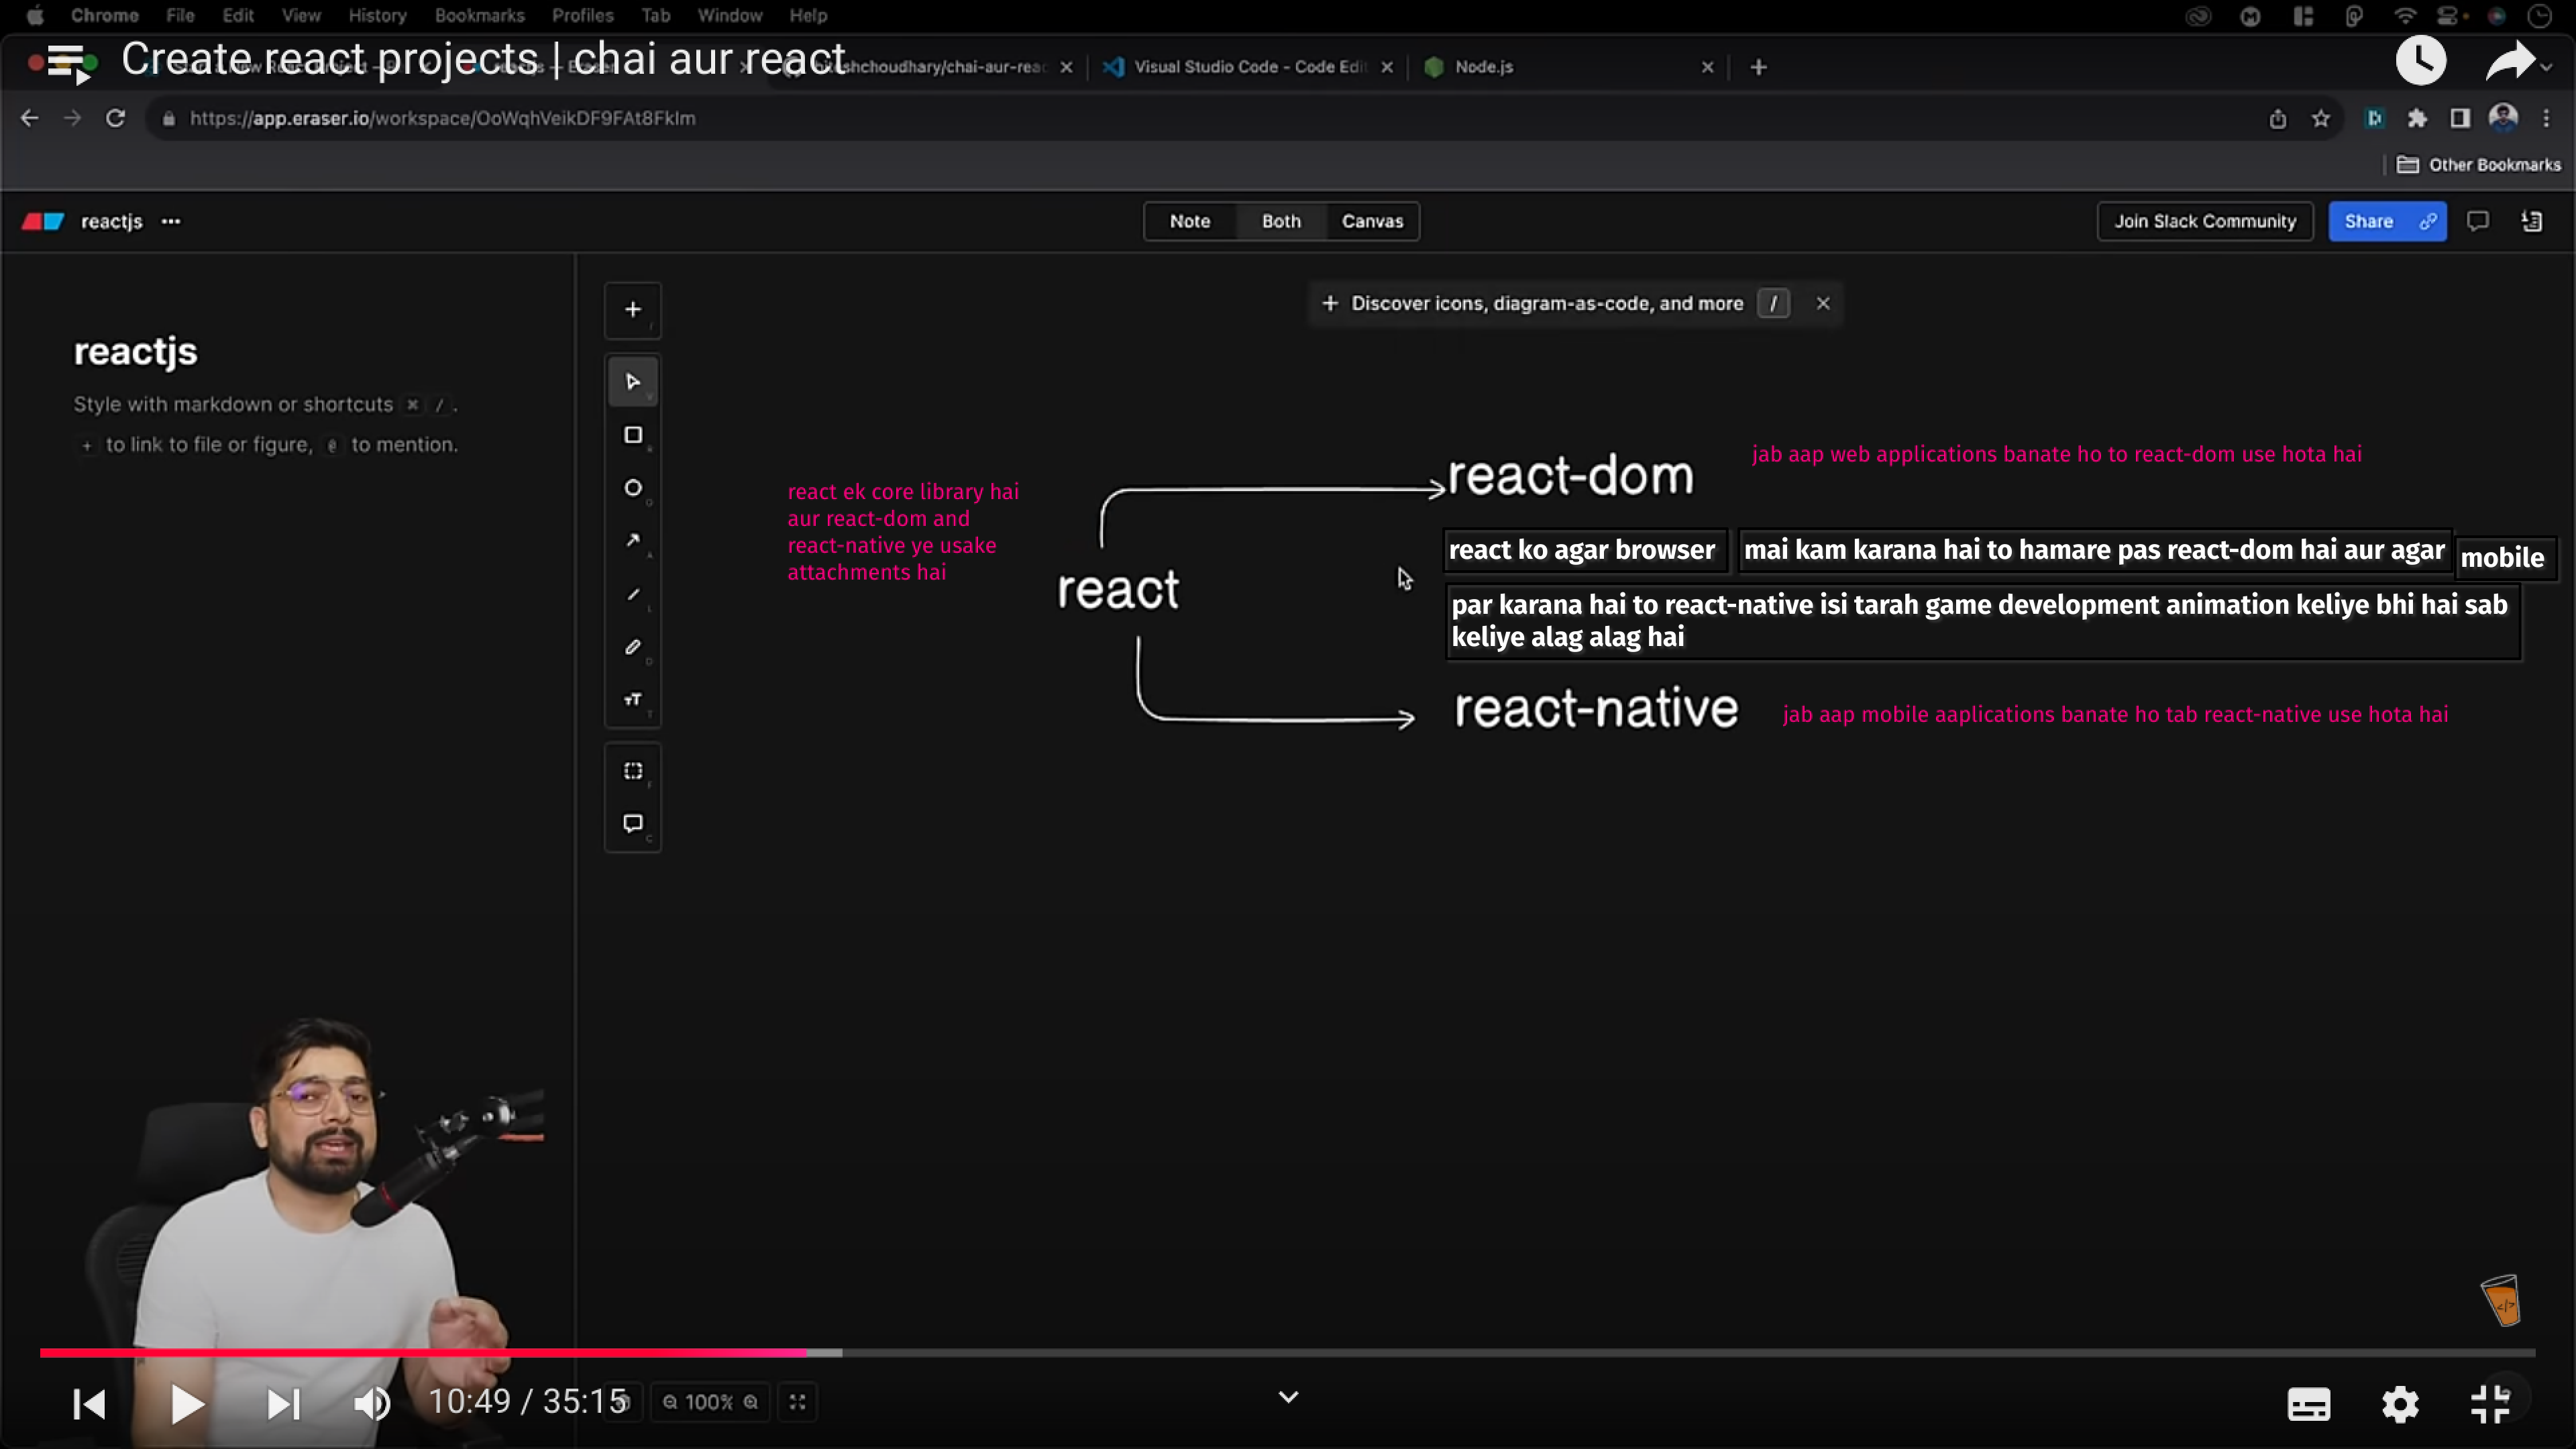 Chrome File Edit View History Bookmarks Profiles Tab Window Help
Create react projects | chai aur react
hiteshchoudhary/chai-aur-reac
Visual Studio Code - Code Edit
Node.js
https://app.eraser.io/workspace/OoWqhVeikDF9FAt8Fklm
Other Bookmarks
reactjs ...
Note Both Canvas
Join Slack Community
Share
+ Discover icons, diagram-as-code, and more /
reactjs
Style with markdown or shortcuts ⌘ / .
+ to link to file or figure, @ to mention.
react-dom
jab aap web applications banate ho to react-dom use hota hai
react ek core library hai
aur react-dom and
react-native ye usake
attachments hai
react
react ko agar browser mai kam karana hai to hamare pas react-dom hai aur agar mobile
par karana hai to react-native isi tarah game development animation keliye bhi hai sab
keliye alag alag hai
react-native
jab aap mobile aaplications banate ho tab react-native use hota hai
10:49 / 35:15
100%